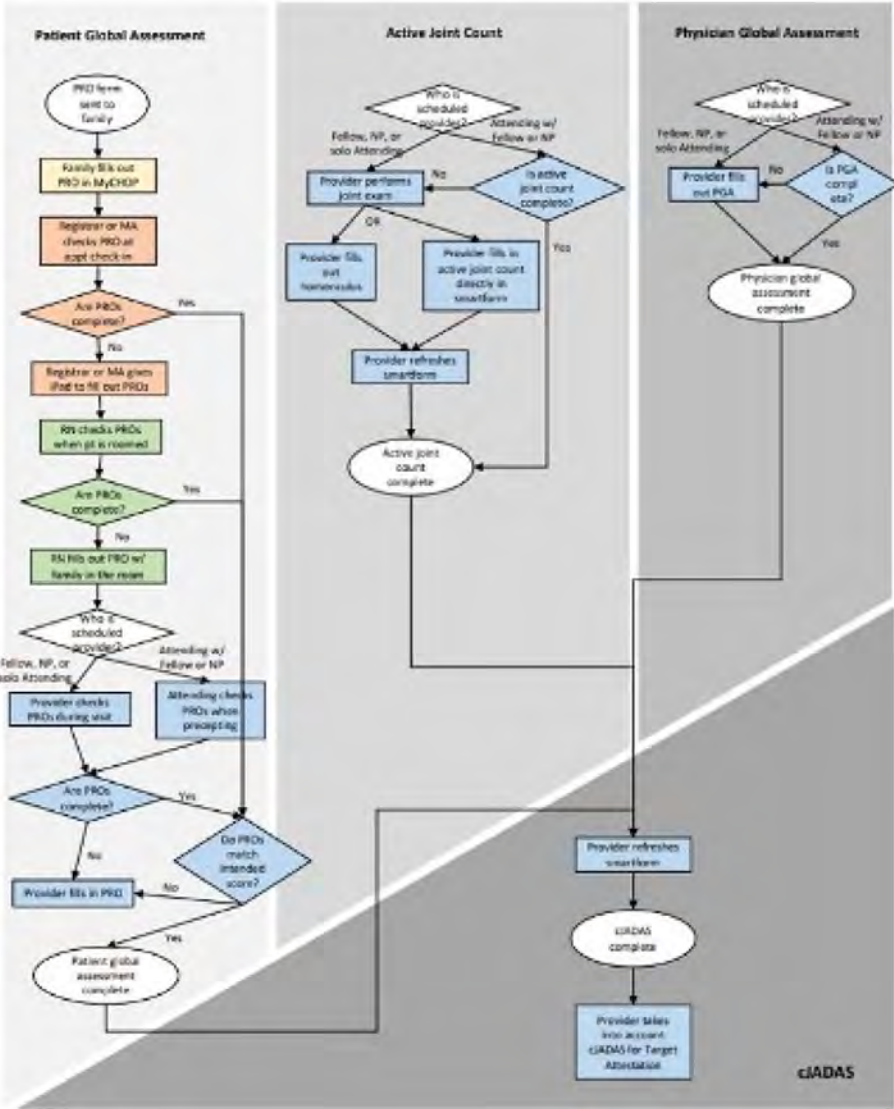 Patient Global Assessment
PRO form
sent to
family
Family fills out
PRO in MyCHOP
Registrar or MA
checks PRO at
appt check-in
Are PROs
complete?
Yes
No
Registrar or MA gives
iPad to fill out PROs
RN checks PROs
when pt is roomed
Are PROs
complete?
Yes
No
RN fills out PRO w/
family in the room
Who is
scheduled
provider?
Fellow, NP, or
solo Attending
Attending w/
Fellow or NP
Provider checks
PROs during visit
Attending checks
PROs when
precepting
Are PROs
complete?
Yes
No
Do PROs
match
intended
score?
Provider fills in PRO
No
Yes
Patient global
assessment
complete
Active Joint Count
Who is
scheduled
provider?
Fellow, NP, or
solo Attending
Attending w/
Fellow or NP
Provider performs
joint exam
No
Is active
joint count
complete?
OR
Yes
Provider fills
out
homunculus
Provider fills in
active joint count
directly in
smartform
Provider refreshes
smartform
Active joint
count
complete
Physician Global Assessment
Who is
scheduled
provider?
Fellow, NP, or
solo Attending
Attending w/
Fellow or NP
Provider fills
out PGA
No
Is PGA
compl
ete?
Yes
Physician global
assessment
complete
Provider refreshes
smartform
cJADAS
complete
Provider takes
into account
cJADAS for Target
Attestation
cJADAS